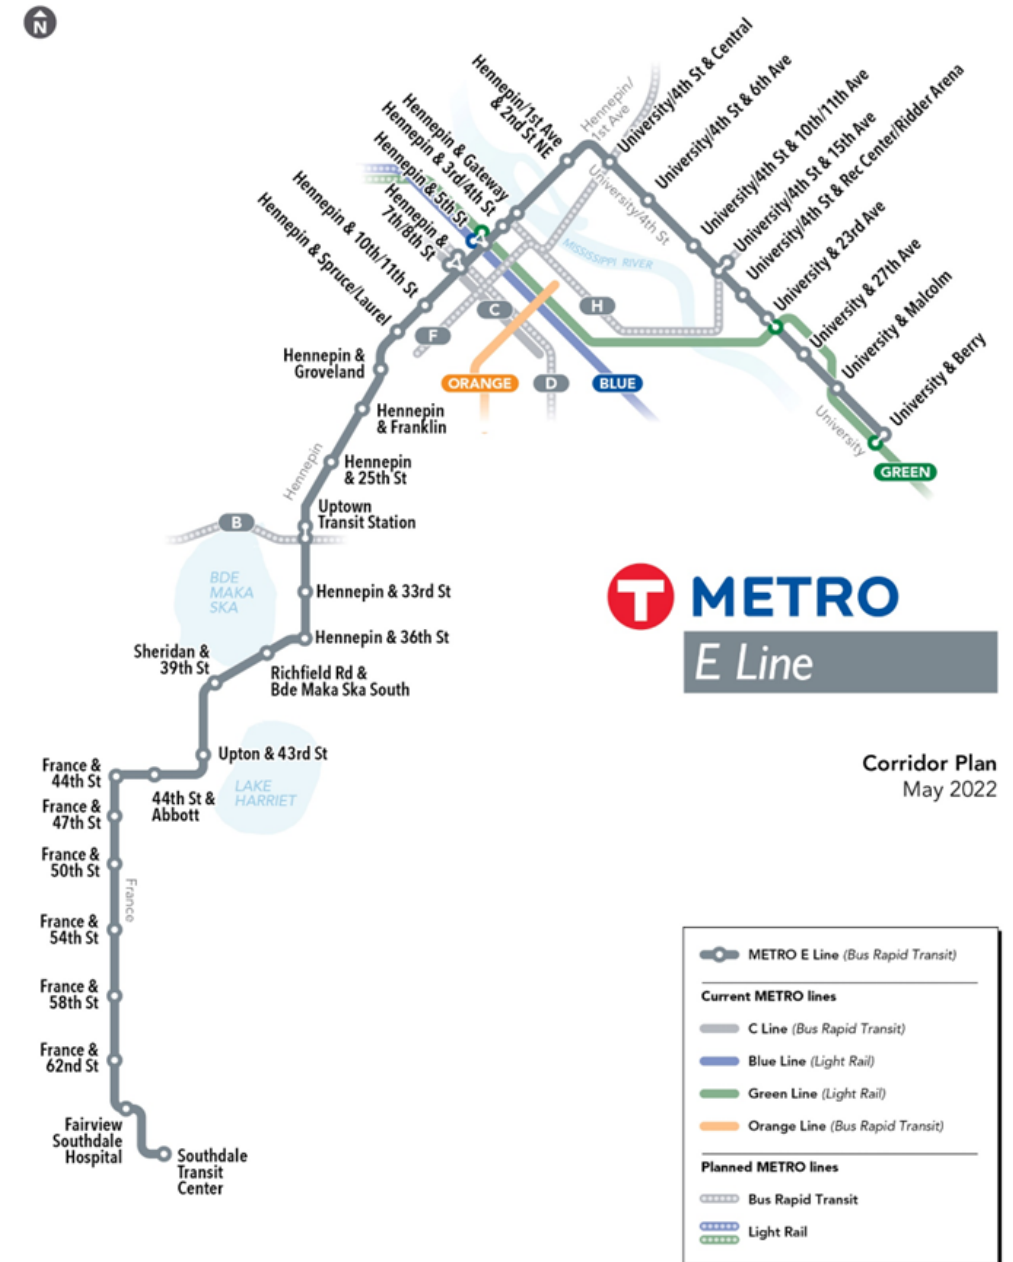 N
Hennepin/1st Ave
& 2nd St NE
Hennepin/
1st Ave
University/4th St & Central
University/4th St & 6th Ave
University/4th St & 10th/11th Ave
University/4th St & 15th Ave
University/4th St & Rec Center/Ridder Arena
University & 23rd Ave
University & 27th Ave
University & Malcolm
University & Berry
Hennepin & Gateway
Hennepin & 3rd/4th St
Hennepin & 5th St
Hennepin &
7th/8th St
Hennepin & 10th/11th St
Hennepin & Spruce/Laurel
University/4th St
MISSISSIPPI RIVER
C
H
F
ORANGE
D
BLUE
University
GREEN
Hennepin &
Groveland
Hennepin
& Franklin
Hennepin
Hennepin
& 25th St
Uptown
Transit Station
B
BDE
MAKA
SKA
Hennepin & 33rd St
Hennepin & 36th St
Sheridan &
39th St
Richfield Rd &
Bde Maka Ska South
T METRO
E Line
Corridor Plan
May 2022
Upton & 43rd St
LAKE
HARRIET
France &
44th St
44th St &
Abbott
France &
47th St
France &
50th St
France
France &
54th St
France &
58th St
France &
62nd St
Fairview
Southdale
Hospital
Southdale
Transit
Center
METRO E Line (Bus Rapid Transit)
Current METRO lines
C Line (Bus Rapid Transit)
Blue Line (Light Rail)
Green Line (Light Rail)
Orange Line (Bus Rapid Transit)
Planned METRO lines
Bus Rapid Transit
Light Rail